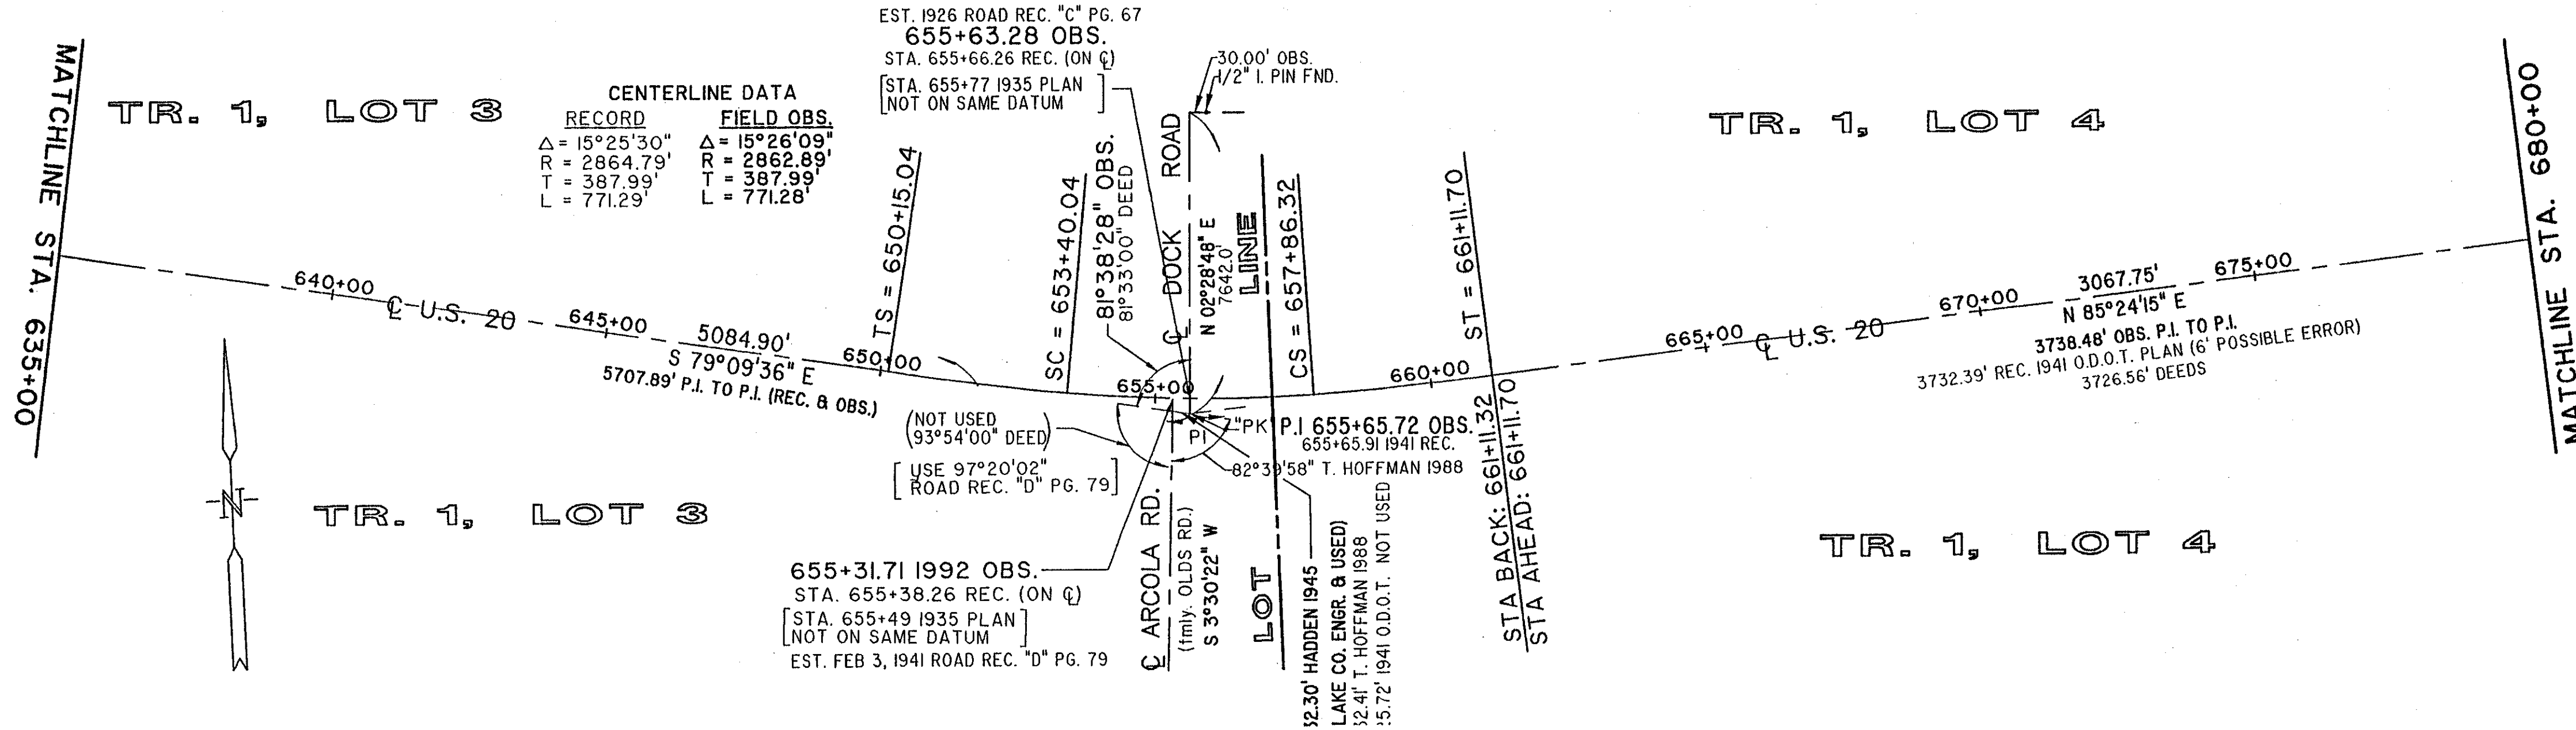 MATCHLINE STA. 635+00
TR. 1, LOT 3
CENTERLINE DATA
RECORD
Δ = 15°25'30"
R = 2864.79'
T = 387.99'
L = 771.29'
FIELD OBS.
Δ = 15°26'09"
R = 2862.89'
T = 387.99'
L = 771.28'
EST. 1926 ROAD REC. "C" PG. 67
655+63.28 OBS.
STA. 655+66.26 REC. (ON ℄)
[STA. 655+77 1935 PLAN
NOT ON SAME DATUM]
30.00' OBS.
1/2" I. PIN FND.
TR. 1, LOT 4
MATCHLINE STA. 680+00
640+00
℄ U.S. 20
645+00
5084.90'
S 79°09'36" E
5707.89' P.I. TO P.I. (REC. & OBS.)
650+00
TS = 650+15.04
SC = 653+40.04
81°38'28" OBS.
81°33'00" DEED
℄ DOCK ROAD
N 02°28'48" E
7642.0'
LOT LINE
CS = 657+86.32
ST = 661+11.70
655+00
660+00
665+00
℄ U.S. 20
670+00
3067.75'
N 85°24'15" E
675+00
3738.48' OBS. P.I. TO P.I.
3732.39' REC. 1941 O.D.O.T. PLAN (6' POSSIBLE ERROR)
3726.56' DEEDS
(NOT USED
93°54'00" DEED)
[USE 97°20'02"
ROAD REC. "D" PG. 79]
PI
"PK" P.I 655+65.72 OBS.
655+65.91 1941 REC.
82°39'58" T. HOFFMAN 1988
N
TR. 1, LOT 3
655+31.71 1992 OBS.
STA. 655+38.26 REC. (ON ℄)
[STA. 655+49 1935 PLAN
NOT ON SAME DATUM]
EST. FEB 3, 1941 ROAD REC. "D" PG. 79
℄ ARCOLA RD.
(fmly. OLDS RD.)
S 3°30'22" W
32.30' HADDEN 1945
LAKE CO. ENGR. & USED)
32.41' T. HOFFMAN 1988
25.72' 1941 O.D.O.T. NOT USED
STA BACK: 661+11.32
STA AHEAD: 661+11.70
TR. 1, LOT 4